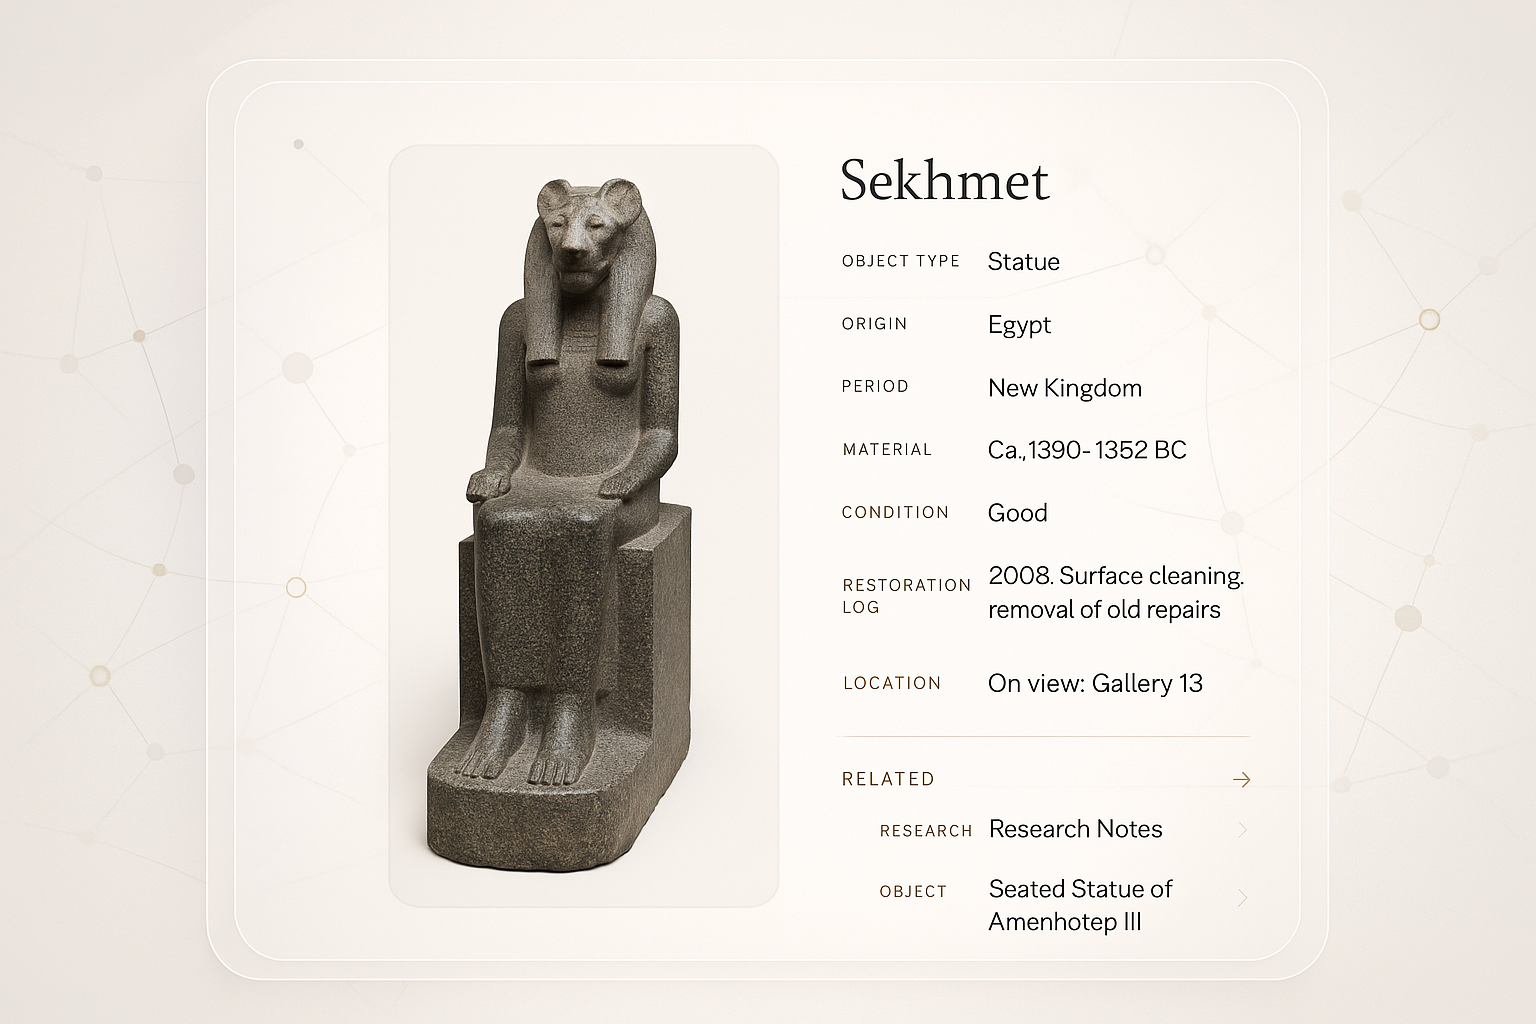 Sekhmet
OBJECT TYPE Statue
ORIGIN Egypt
PERIOD New Kingdom
MATERIAL Ca.,1390-1352 BC
CONDITION Good
RESTORATION LOG 2008. Surface cleaning.
removal of old repairs
LOCATION On view: Gallery 13
RELATED →
RESEARCH Research Notes
OBJECT Seated Statue of
Amenhotep III